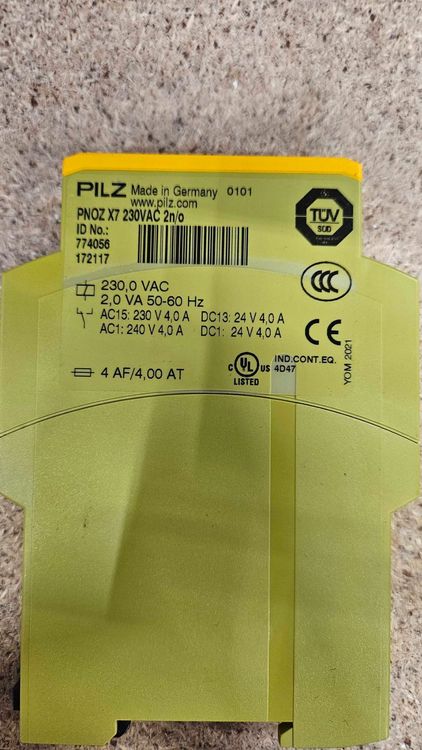 PILZ Made in Germany 0101
www.pilz.com
PNOZ X7 230VAC 2n/o
ID No.:
774056
172117
TÜV
SÜD
CCC
230,0 VAC
2,0 VA 50-60 Hz
AC15: 230 V 4,0 A DC13: 24 V 4,0 A
AC1: 240 V 4,0 A DC1: 24 V 4,0 A
CE
YOM 2021
4 AF/4,00 AT
C UL US
LISTED
IND.CONT.EQ.
4D47